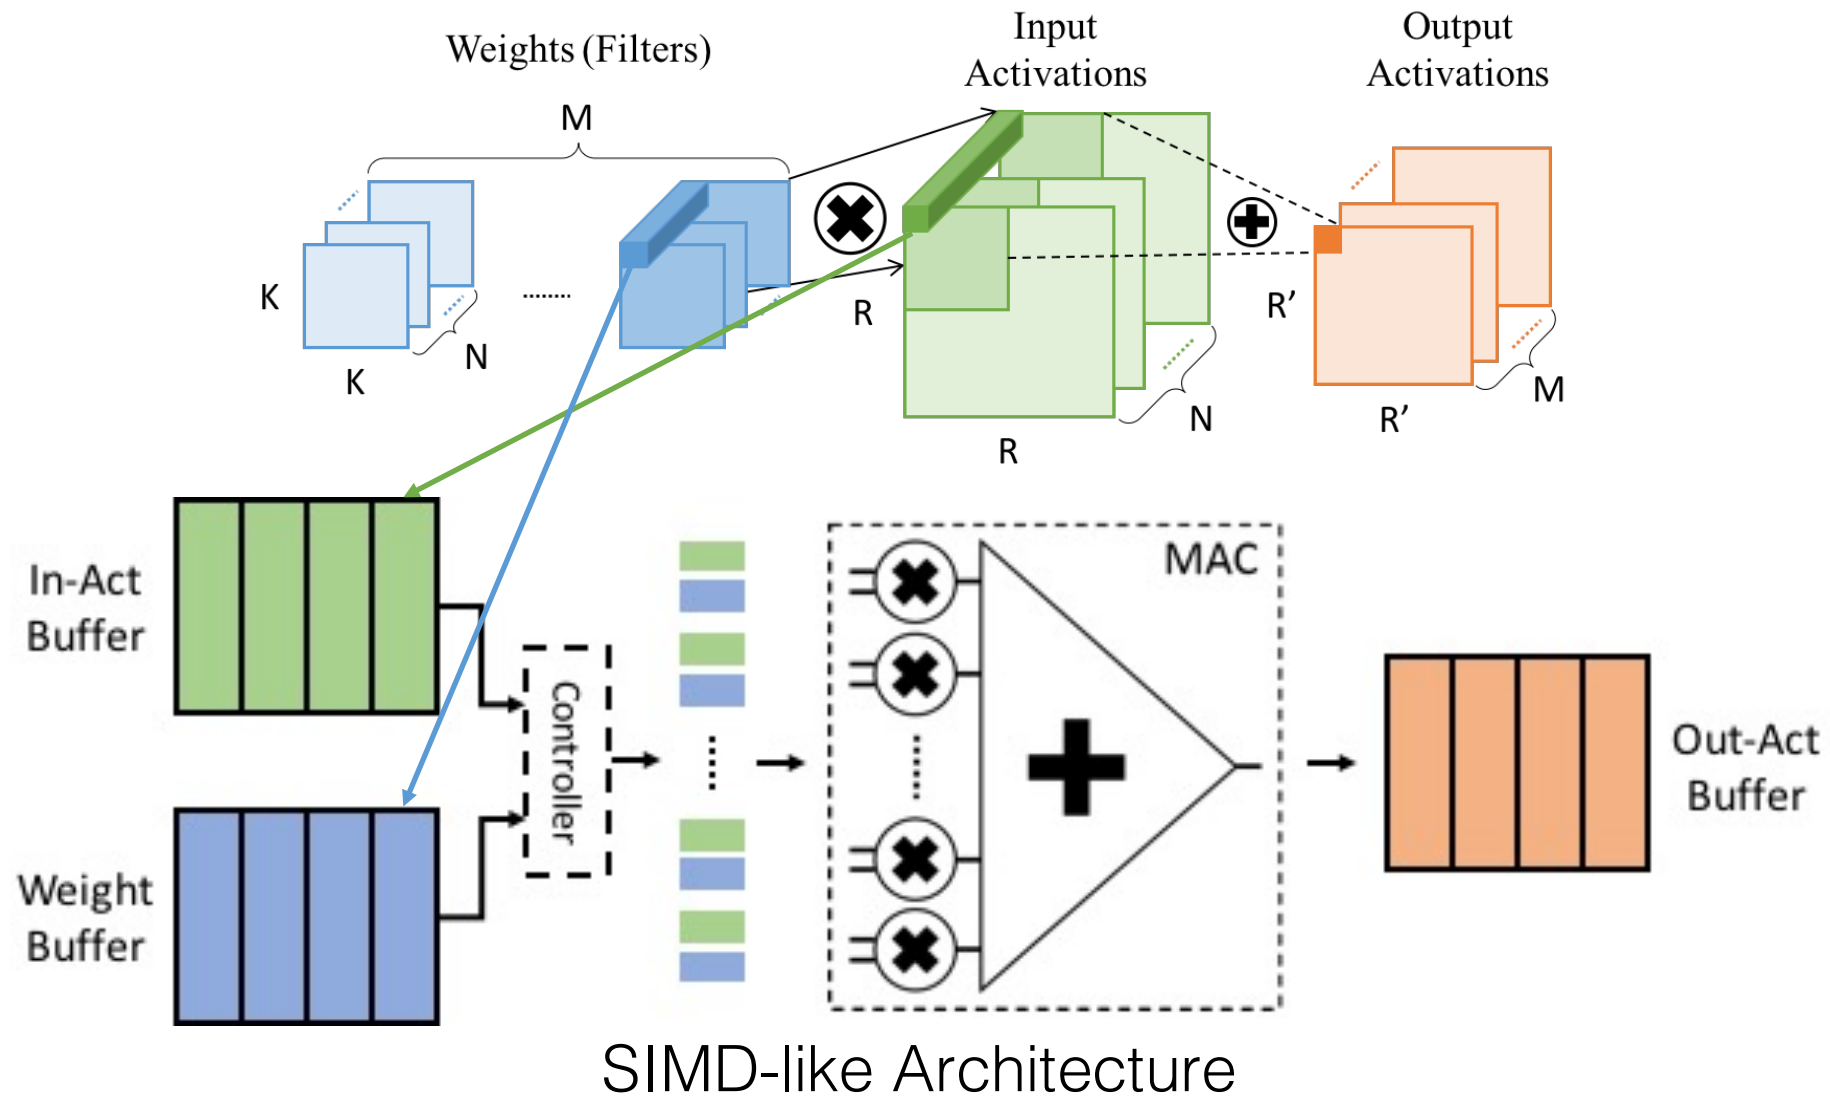 Weights (Filters)
Input
Activations
Output
Activations
M
K
K
N
R
R
N
R’
R’
M
In-Act
Buffer
Weight
Buffer
Controller
MAC
Out-Act
Buffer
SIMD-like Architecture